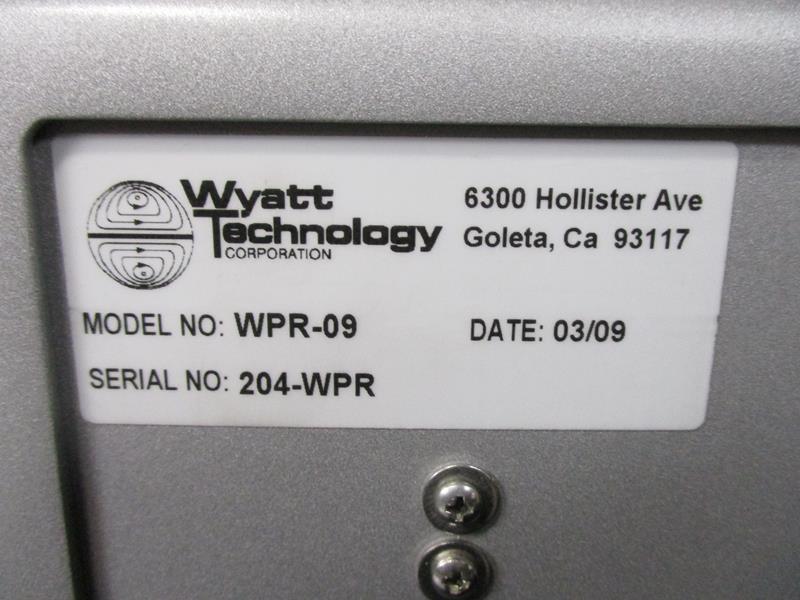 Wyatt
Technology
CORPORATION
6300 Hollister Ave
Goleta, Ca 93117
MODEL NO: WPR-09
DATE: 03/09
SERIAL NO: 204-WPR